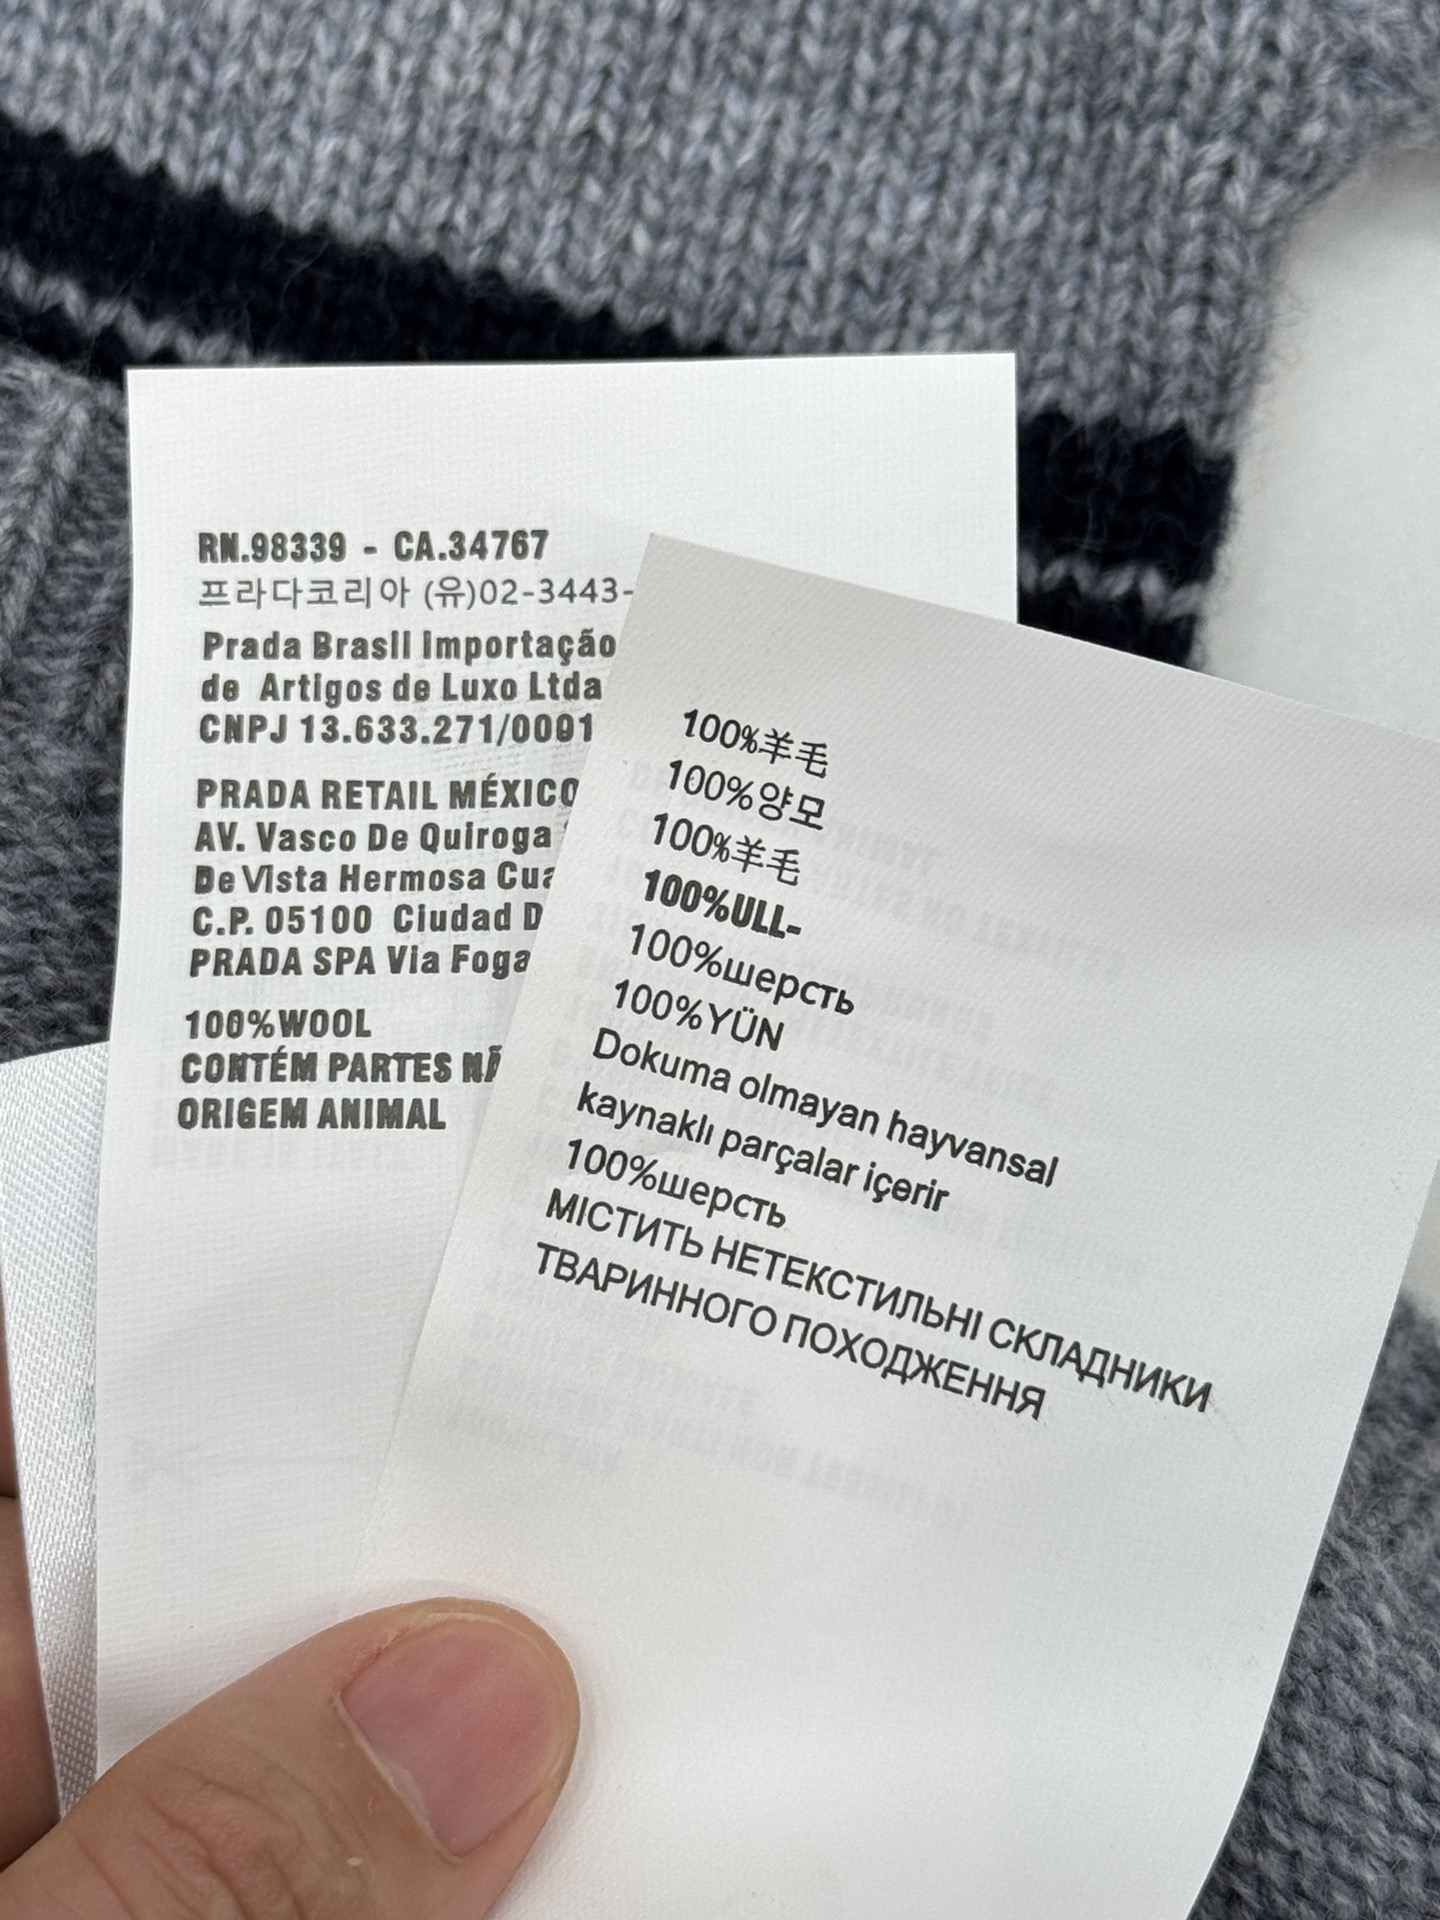 RN.98339 - CA.34767
프라다코리아 (유)02-3443-
Prada Brasil Importação
de Artigos de Luxo Ltda
CNPJ 13.633.271/0001
PRADA RETAIL MÉXICO
AV. Vasco De Quiroga
De Vista Hermosa
C.P. 05100 Ciudad D
PRADA SPA Via Foga
100%WOOL
CONTÉM PARTES NÃ
ORIGEM ANIMAL
100%羊毛
100%양모
100%羊毛
100%ULL-
100%шерсть
100%YÜN
Dokuma olmayan hayvansal
kaynaklı parçalar içerir
100%шерсть
МІСТИТЬ НЕТЕКСТИЛЬНІ СКЛАДНИКИ
ТВАРИННОГО ПОХОДЖЕННЯ